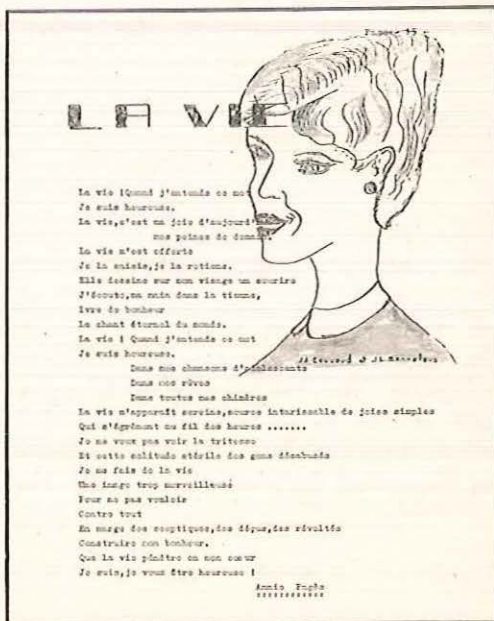 LA VIE
La vie ! Quand j'entends ce mot
Je suis heureuse.
La vie, c'est ma joie d'aujourd'
mes peines de demain.
La vie m'est offerte
Je la saisis, je la retiens.
Elle dessine sur mon visage un sourire
J'écoute, ma main dans la tienne,
Ivre de bonheur
Le chant éternel du monde.
La vie ! Quand j'entends ce mot
Je suis heureuse.
Dans mes chansons d'adolescents
Dans nos rêves
Dans toutes mes chimères
La vie m'apparaît sereine, source intarissable de joies simples
Qui s'égrènent au fil des heures .......
Je ne veux pas voir la tritesse
Et cette solitude stérile des gens désabusés
Je me fais de la vie
Une image trop merveilleuse
Pour ne pas vouloir
Contre tout
En marge des sceptiques, des déçus, des révoltés
Construire mon bonheur.
Que la vie pénètre en mon coeur
Je suis, je veux être heureuse !
Annie Pagès